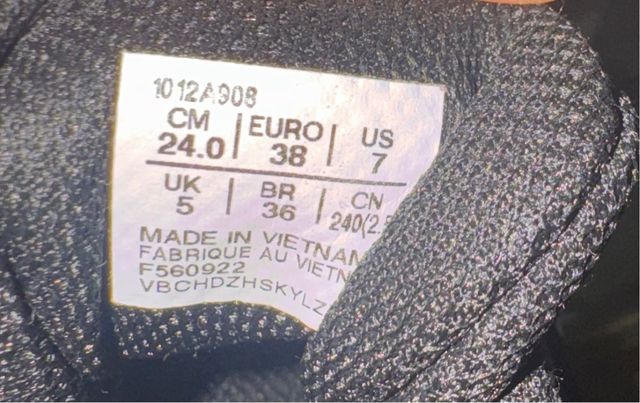 1012A908
CM 24.0 | EURO 38 | US 7
UK 5 | BR 36 | CN 240(2.5
MADE IN VIETNAM
FABRIQUE AU VIETN
F560922
VBCHDZHSKYLZ